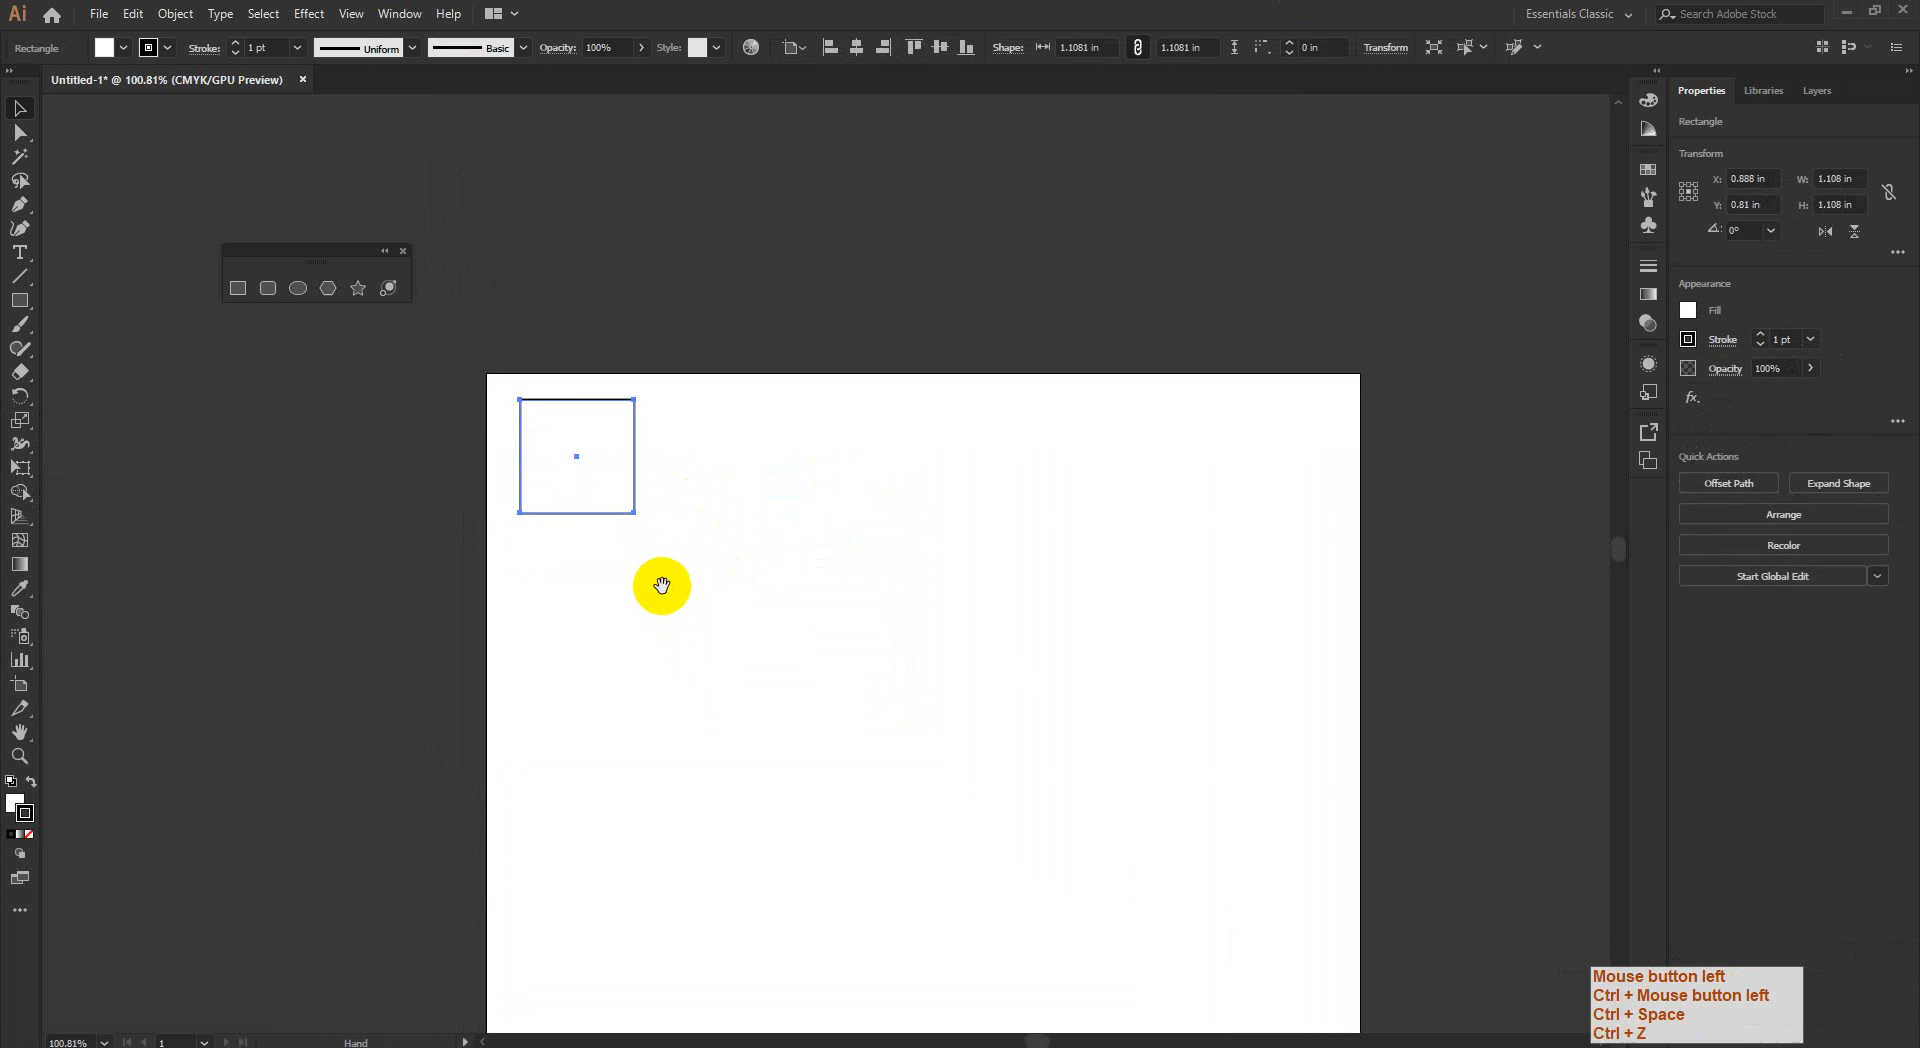 Ai File Edit Object Type Select Effect View Window Help Essentials Classic Search Adobe Stock
Rectangle Stroke: 1 pt Uniform Basic Opacity: 100% Style: Shape: 1.1081 in 1.1081 in 0 in Transform
Untitled-1* @ 100.81% (CMYK/GPU Preview)
Properties Libraries Layers
Rectangle
Transform
X: 0.888 in W: 1.108 in
Y: 0.81 in H: 1.108 in
0°
Appearance
Fill
Stroke 1 pt
Opacity 100%
fx.
Quick Actions
Offset Path Expand Shape
Arrange
Recolor
Start Global Edit
Mouse button left
Ctrl + Mouse button left
Ctrl + Space
Ctrl + Z
100.81% 1 Hand